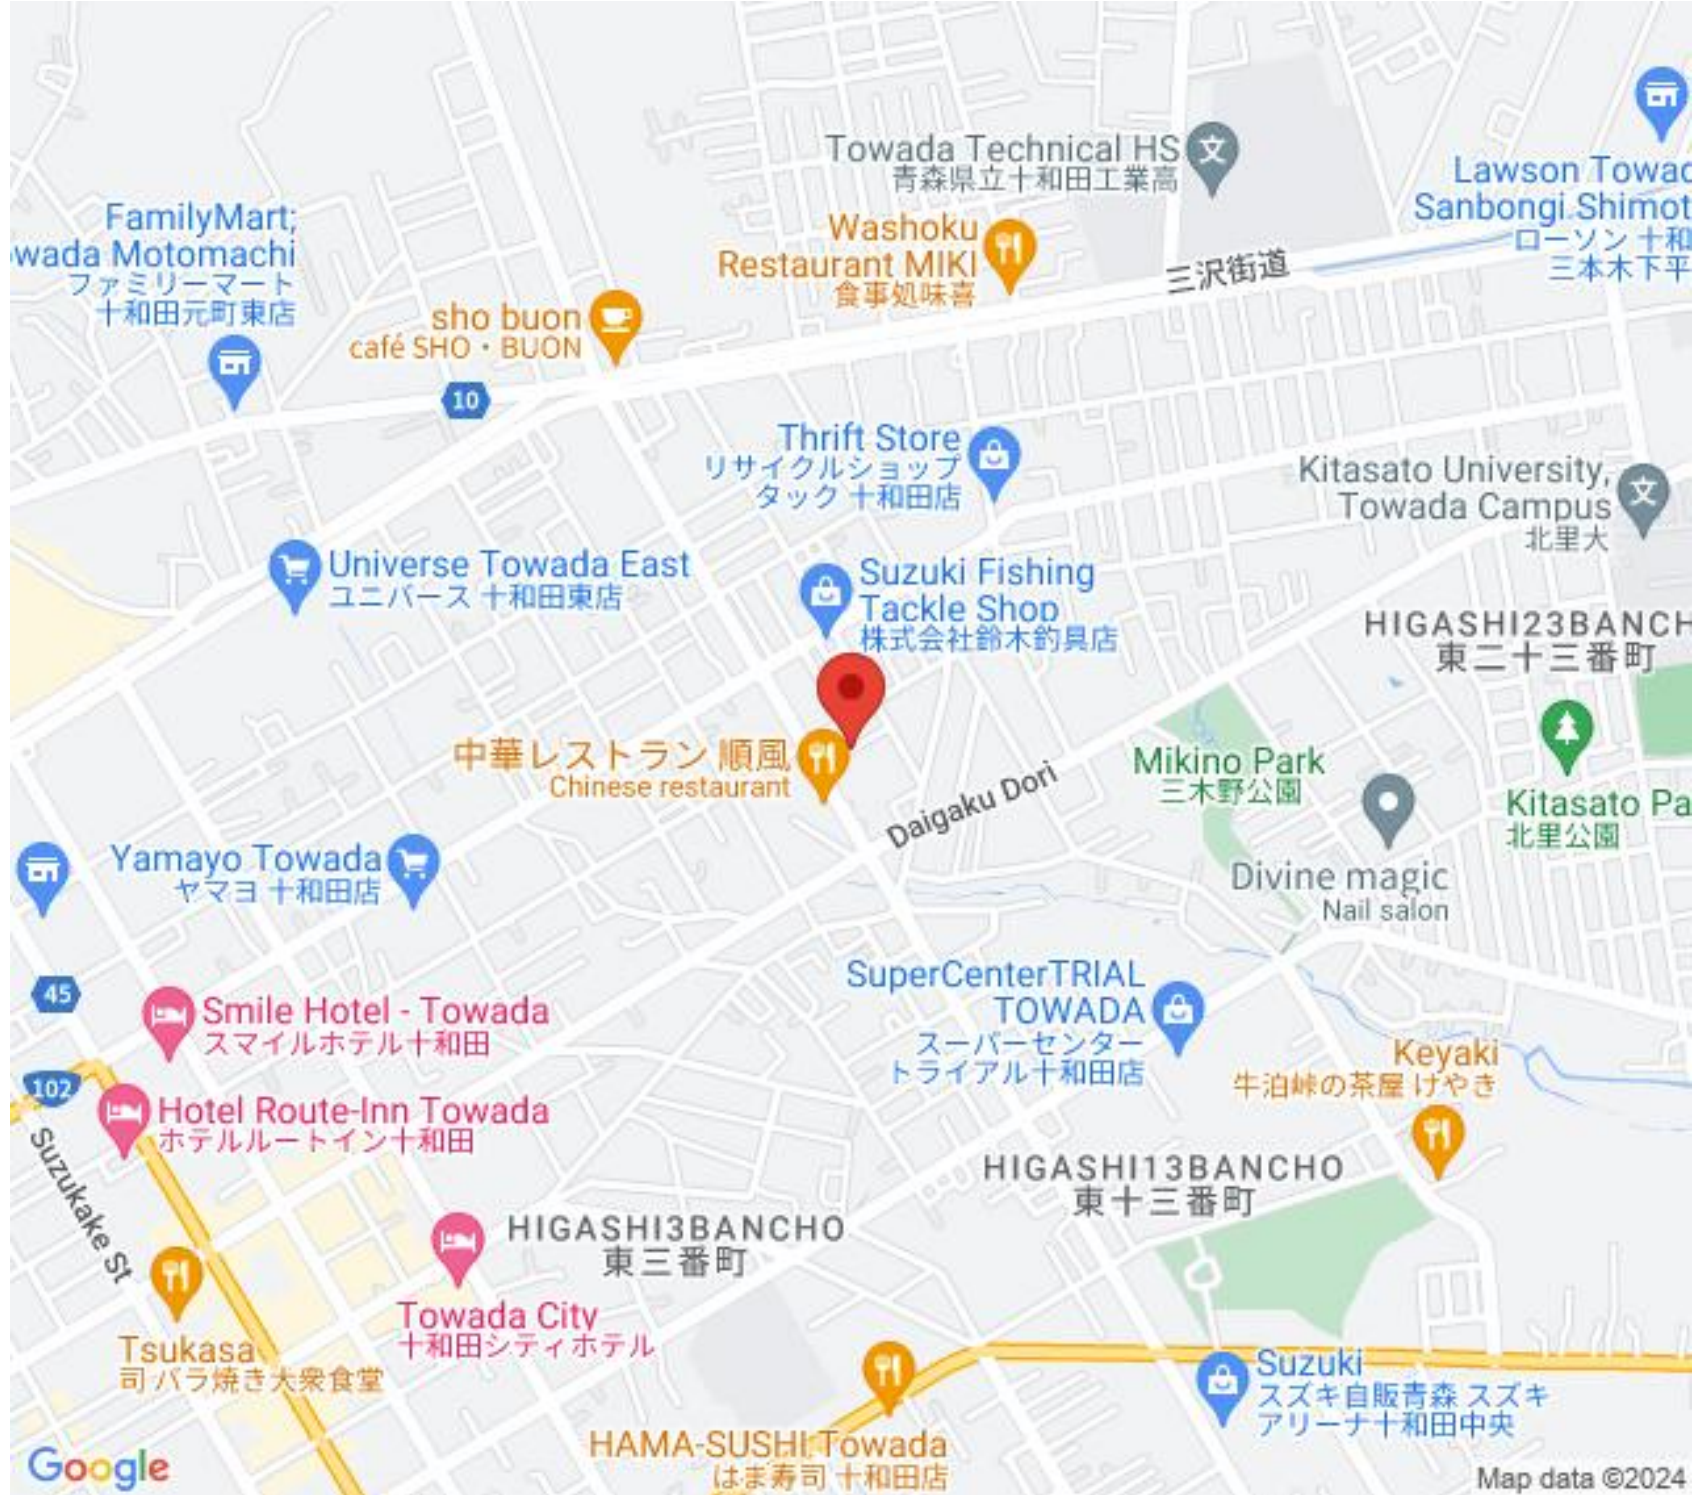 Towada Technical HS
青森県立十和田工業高
Lawson Towad
Sanbongi Shimot
ローソン 十和
三本木下平
FamilyMart;
wada Motomachi
ファミリーマート
十和田元町東店
Washoku
Restaurant MIKI
食事処味喜
三沢街道
sho buon
café SHO・BUON
10
Thrift Store
リサイクルショップ
タック 十和田店
Kitasato University,
Towada Campus
北里大
Universe Towada East
ユニバース 十和田東店
Suzuki Fishing
Tackle Shop
株式会社鈴木釣具店
HIGASHI23BANCH
東二十三番町
中華レストラン 順風
Chinese restaurant
Daigaku Dori
Mikino Park
三木野公園
Kitasato Pa
北里公園
Yamayo Towada
ヤマヨ 十和田店
Divine magic
Nail salon
45
SuperCenterTRIAL
TOWADA
スーパーセンター
トライアル十和田店
Smile Hotel - Towada
スマイルホテル十和田
Keyaki
牛泊峠の茶屋 けやき
102
Hotel Route-Inn Towada
ホテルルートイン十和田
Suzukake St
HIGASHI13BANCHO
東十三番町
HIGASHI3BANCHO
東三番町
Towada City
十和田シティホテル
Tsukasa
司 バラ焼き大衆食堂
Suzuki
スズキ自販青森 スズキ
アリーナ十和田中央
HAMA-SUSHI Towada
はま寿司 十和田店
Google
Map data ©2024